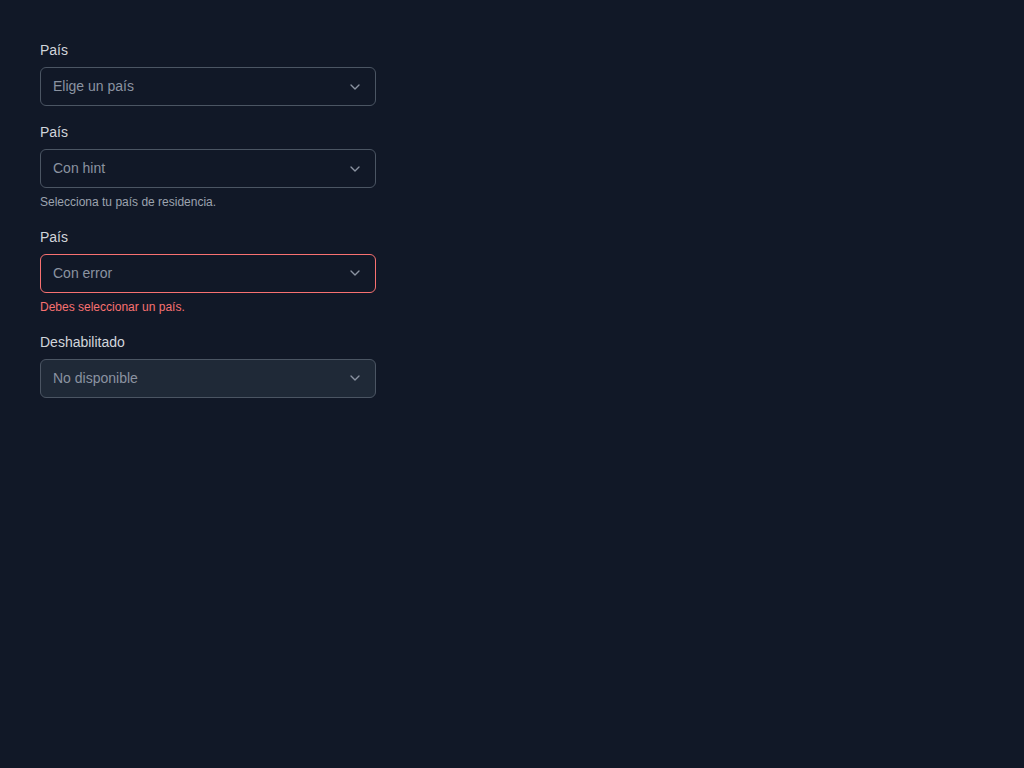 País
Elige un país
País
Con hint
Selecciona tu país de residencia.
País
Con error
Debes seleccionar un país.
Deshabilitado
No disponible